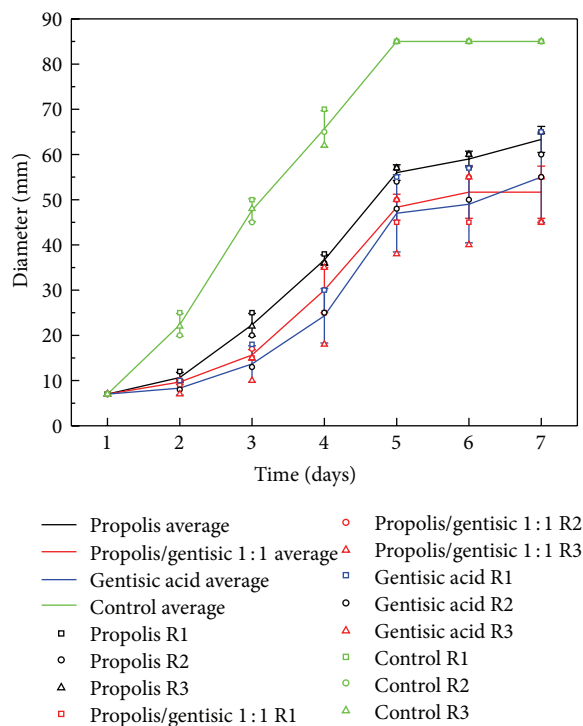 90
80
70
60
50
40
30
20
10
0
Diameter (mm)
1 2 3 4 5 6 7
Time (days)
Propolis average
Propolis/gentisic 1 : 1 average
Gentisic acid average
Control average
Propolis R1
Propolis R2
Propolis R3
Propolis/gentisic 1 : 1 R1
Propolis/gentisic 1 : 1 R2
Propolis/gentisic 1 : 1 R3
Gentisic acid R1
Gentisic acid R2
Gentisic acid R3
Control R1
Control R2
Control R3